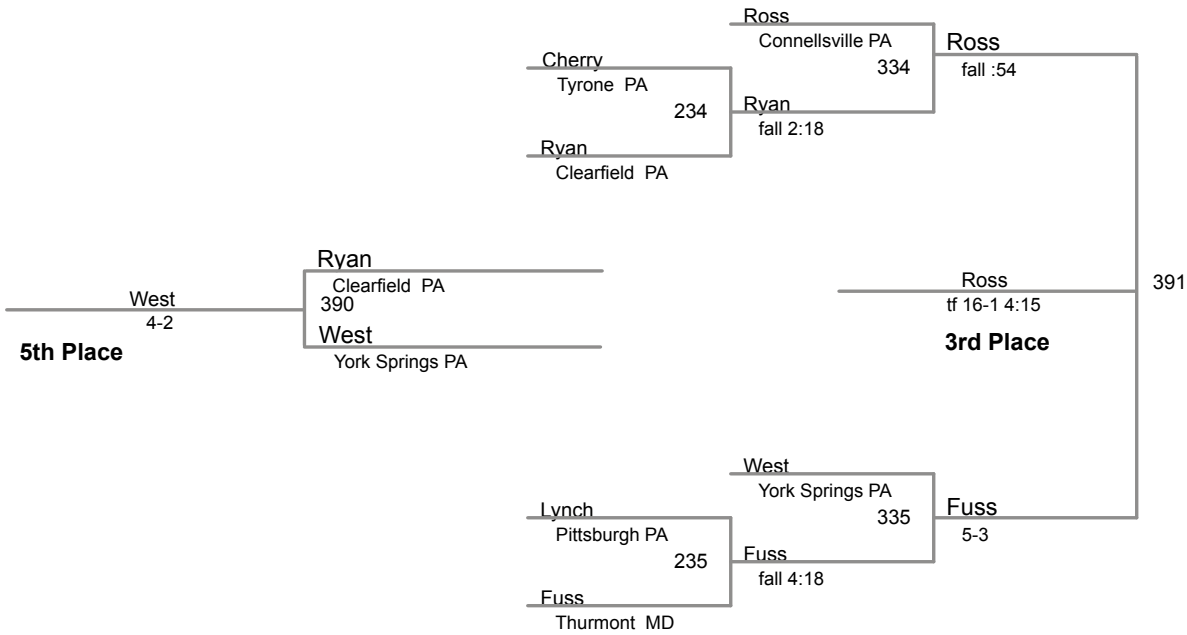 Ross
Connellsville PA
334
Ross
fall :54
Cherry
Tyrone PA
234
Ryan
fall 2:18
Ryan
Clearfield PA
Ryan
Clearfield PA
390
West
York Springs PA
West
4-2
5th Place
Ross
tf 16-1 4:15
3rd Place
391
West
York Springs PA
335
Fuss
5-3
Lynch
Pittsburgh PA
235
Fuss
fall 4:18
Fuss
Thurmont MD